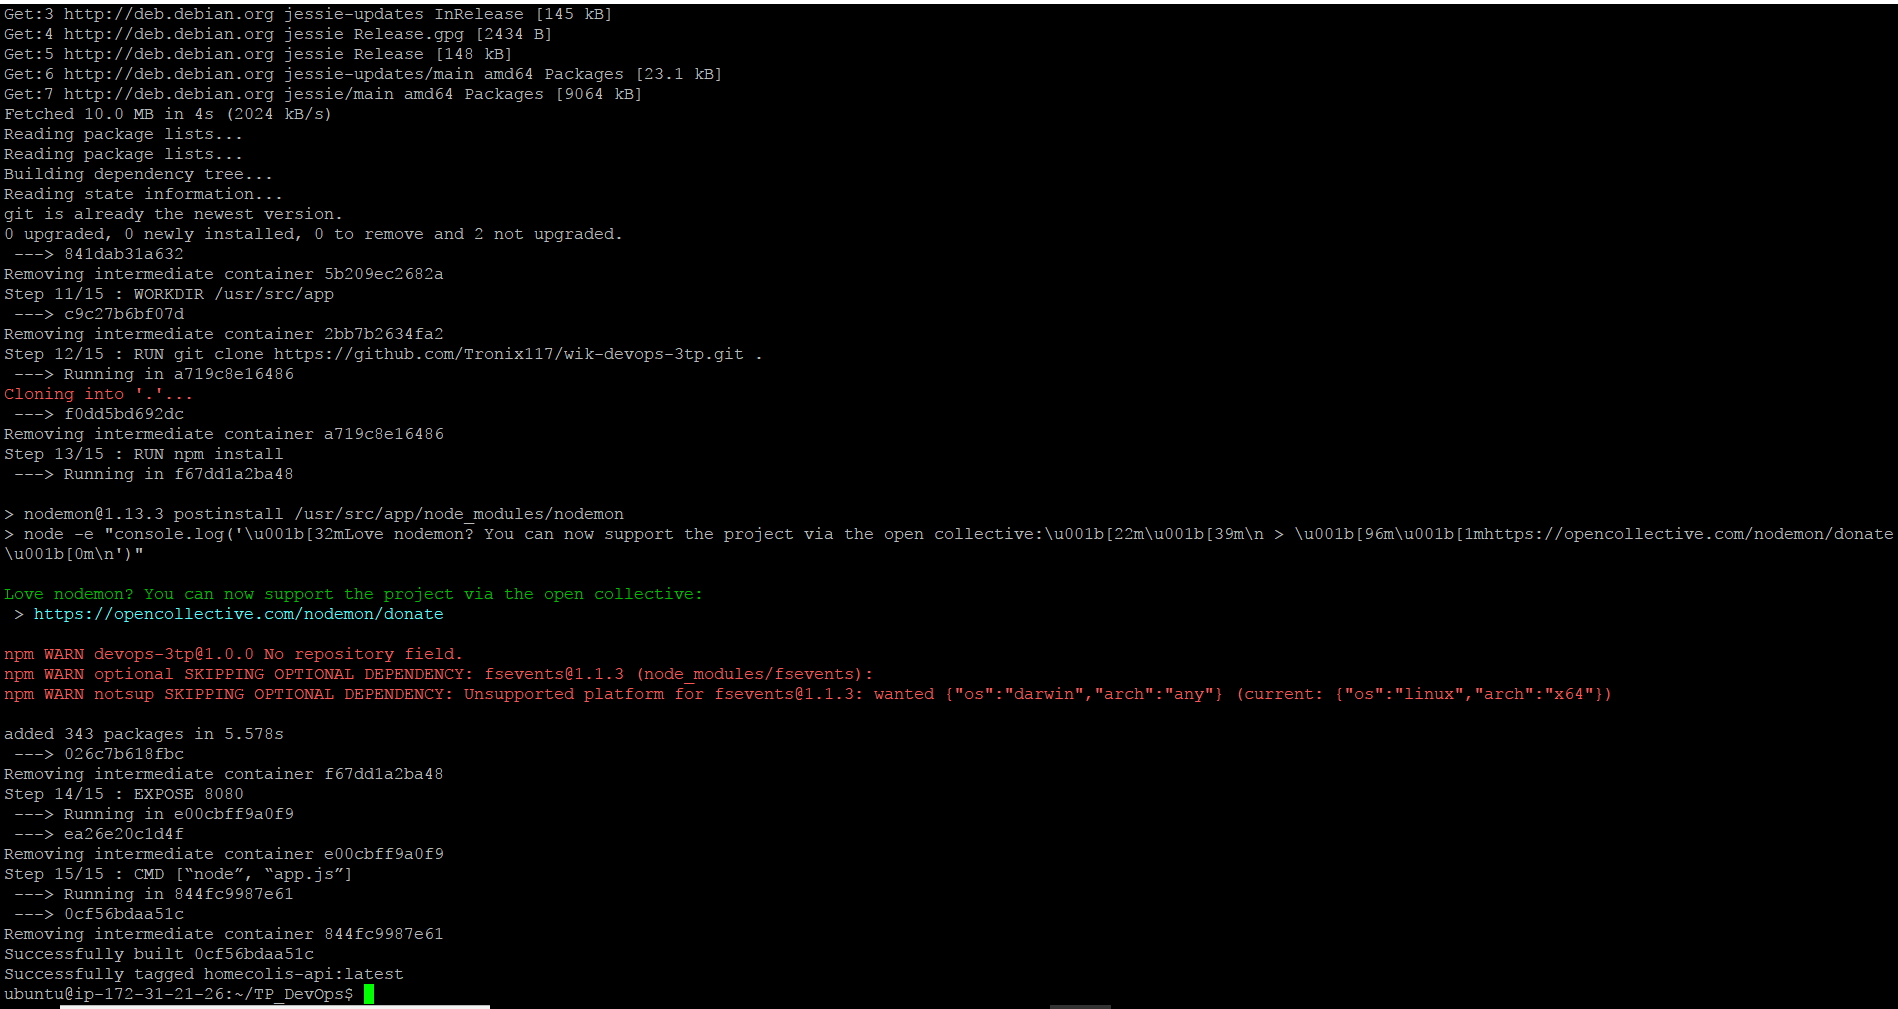 Get:3 http://deb.debian.org jessie-updates InRelease [145 kB]
Get:4 http://deb.debian.org jessie Release.gpg [2434 B]
Get:5 http://deb.debian.org jessie Release [148 kB]
Get:6 http://deb.debian.org jessie-updates/main amd64 Packages [23.1 kB]
Get:7 http://deb.debian.org jessie/main amd64 Packages [9064 kB]
Fetched 10.0 MB in 4s (2024 kB/s)
Reading package lists...
Reading package lists...
Building dependency tree...
Reading state information...
git is already the newest version.
0 upgraded, 0 newly installed, 0 to remove and 2 not upgraded.
 ---> 841dab31a632
Removing intermediate container 5b209ec2682a
Step 11/15 : WORKDIR /usr/src/app
 ---> c9c27b6bf07d
Removing intermediate container 2bb7b2634fa2
Step 12/15 : RUN git clone https://github.com/Tronix117/wik-devops-3tp.git .
 ---> Running in a719c8e16486
Cloning into '.'...
 ---> f0dd5bd692dc
Removing intermediate container a719c8e16486
Step 13/15 : RUN npm install
 ---> Running in f67dd1a2ba48
> nodemon@1.13.3 postinstall /usr/src/app/node_modules/nodemon
> node -e "console.log('\u001b[32mLove nodemon? You can now support the project via the open collective:\u001b[22m\u001b[39m\n > \u001b[96m\u001b[1mhttps://opencollective.com/nodemon/donate
\u001b[0m\n')"
Love nodemon? You can now support the project via the open collective:
 > https://opencollective.com/nodemon/donate
npm WARN devops-3tp@1.0.0 No repository field.
npm WARN optional SKIPPING OPTIONAL DEPENDENCY: fsevents@1.1.3 (node_modules/fsevents):
npm WARN notsup SKIPPING OPTIONAL DEPENDENCY: Unsupported platform for fsevents@1.1.3: wanted {"os":"darwin","arch":"any"} (current: {"os":"linux","arch":"x64"})
added 343 packages in 5.578s
 ---> 026c7b618fbc
Removing intermediate container f67dd1a2ba48
Step 14/15 : EXPOSE 8080
 ---> Running in e00cbff9a0f9
 ---> ea26e20c1d4f
Removing intermediate container e00cbff9a0f9
Step 15/15 : CMD [“node”, “app.js”]
 ---> Running in 844fc9987e61
 ---> 0cf56bdaa51c
Removing intermediate container 844fc9987e61
Successfully built 0cf56bdaa51c
Successfully tagged homecolis-api:latest
ubuntu@ip-172-31-21-26:~/TP_DevOps$